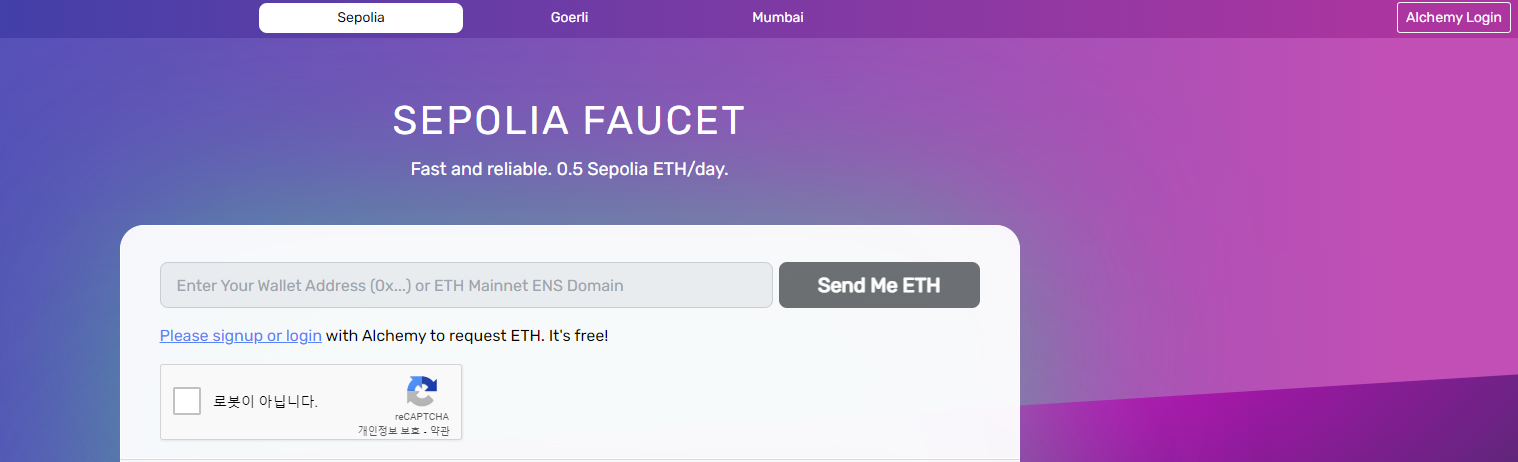 Sepolia Goerli Mumbai Alchemy Login
SEPOLIA FAUCET
Fast and reliable. 0.5 Sepolia ETH/day.
Enter Your Wallet Address (0x...) or ETH Mainnet ENS Domain Send Me ETH
Please signup or login with Alchemy to request ETH. It's free!
로봇이 아닙니다.
reCAPTCHA
개인정보 보호 - 약관